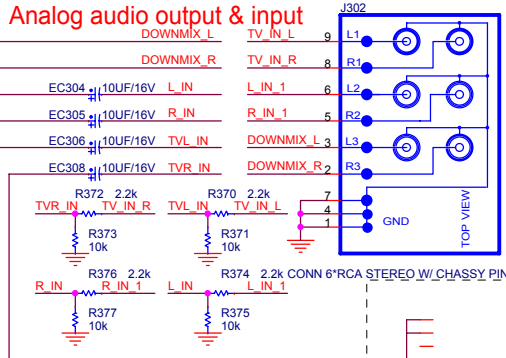 Analog audio output & input
J302
DOWNMIX_L TV_IN_L 9 L1
DOWNMIX_R TV_IN_R 8 R1
EC304 10UF/16V L_IN L_IN_1 6 L2
EC305 10UF/16V R_IN R_IN_1 5 R2
EC306 10UF/16V TVL_IN DOWNMIX_L 3 L3
EC308 10UF/16V TVR_IN DOWNMIX_R 2 R3
R372 2.2k R370 2.2k 7
TVR_IN TV_IN_R TVL_IN TV_IN_L 4 GND
R373 R371 1
10k 10k
TOP VIEW
R376 2.2k R374 2.2k CONN 6*RCA STEREO W/ CHASSY PIN
R_IN R_IN_1 L_IN L_IN_1
R377 R375
10k 10k